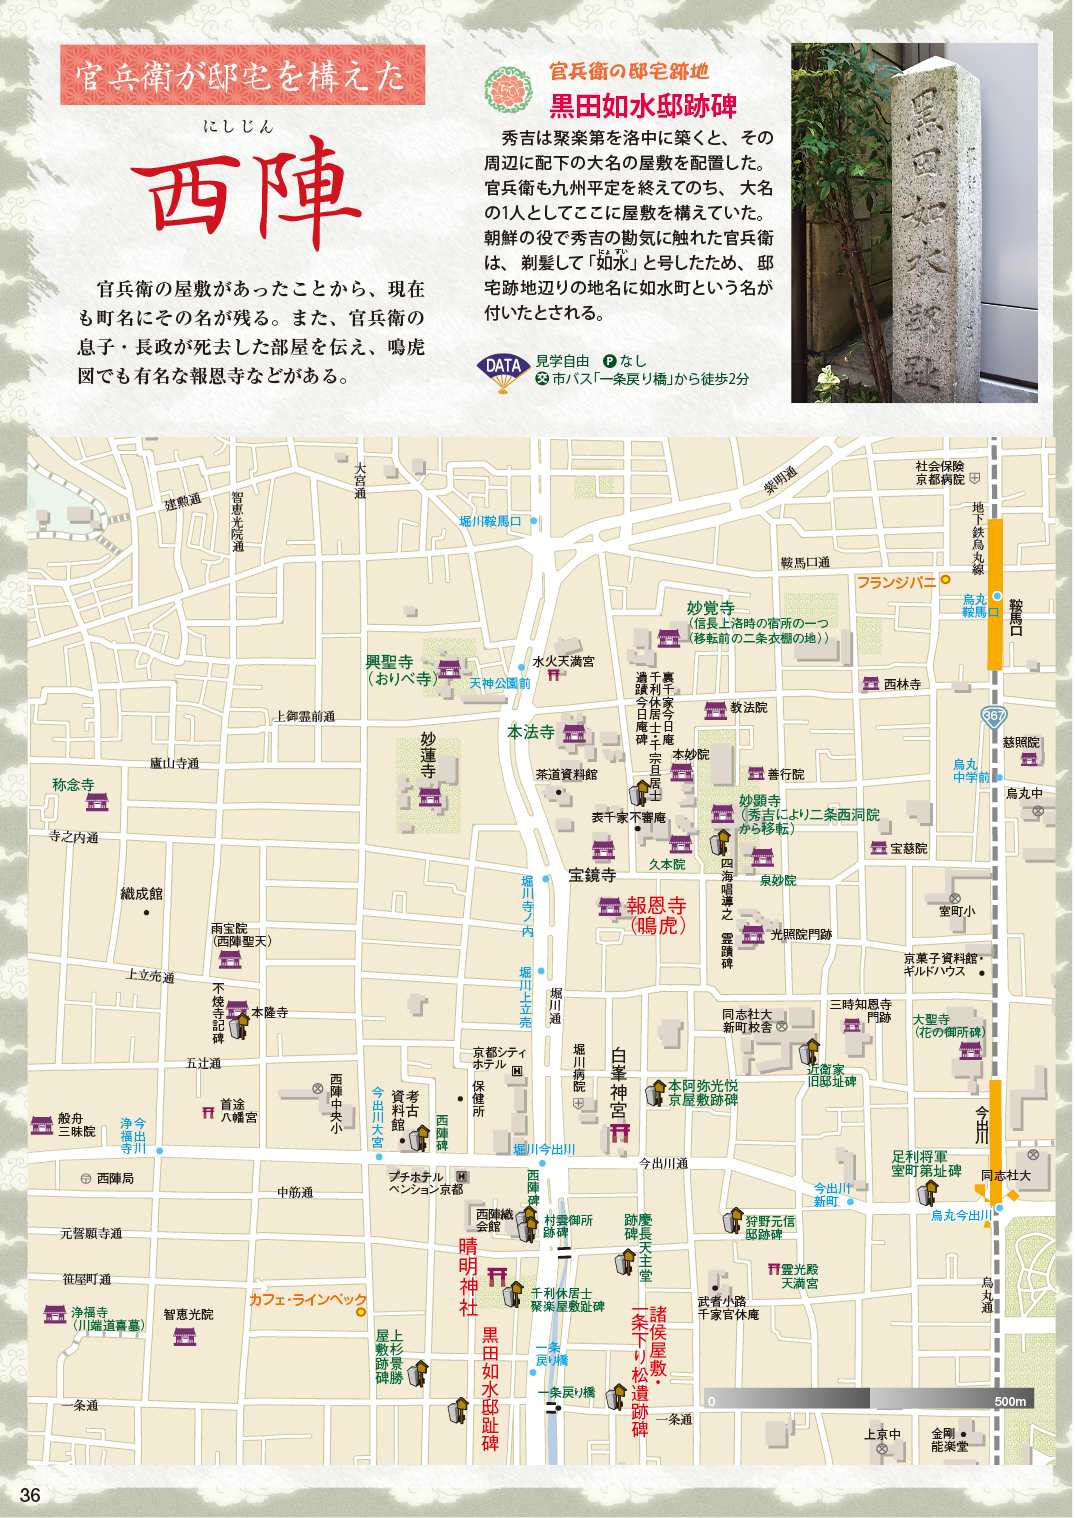 官兵衛が邸宅を構えた
にしじん
西陣
官兵衛の屋敷があったことから、現在
も町名にその名が残る。また、官兵衛の
息子・長政が死去した部屋を伝え、鳴虎
図でも有名な報恩寺などがある。
官兵衛の邸宅跡地
黒田如水邸跡碑
秀吉は聚楽第を洛中に築くと、その
周辺に配下の大名の屋敷を配置した。
官兵衛も九州平定を終えてのち、大名
の1人としてここに屋敷を構えていた。
朝鮮の役で秀吉の勘気に触れた官兵衛
にょすい
は、剃髪して「如水」と号したため、邸
宅跡地辺りの地名に如水町という名が
付いたとされる。
DATA
見学自由 Ⓟなし
交 市バス「一条戻り橋」から徒歩2分
黒田如水邸址
社会保険
京都病院
大宮通
紫明通
建勲通
智恵光院通
堀川鞍馬口
地下鉄烏丸線
鞍馬口通
フランジパニ
烏丸
鞍馬口
鞍馬口
妙覚寺
(信長上洛時の宿所の一つ
(移転前の二条衣棚の地))
興聖寺
(おりべ寺)
水火天満宮
天神公園前
裏千家今日庵
千利休居士・千宗旦居士
遺蹟今日庵碑
西林寺
教法院
上御霊前通
本法寺
367
妙蓮寺
慈照院
本妙院
廬山寺通
茶道資料館
善行院
烏丸
中学前
称念寺
烏丸中
妙顕寺
(秀吉により二条西洞院
から移転)
表千家不審庵
寺之内通
宝慈院
久本院
宝鏡寺
泉妙院
堀川寺ノ内
四海唱導之 霊蹟碑
織成館
報恩寺
(鳴虎)
室町小
雨宝院
(西陣聖天)
光照院門跡
京菓子資料館・
ギルドハウス
上立売通
堀川上立売
不焼寺記碑
堀川通
本隆寺
同志社大
新町校舎
三時知恩寺
門跡
大聖寺
(花の御所碑)
五辻通
京都シティ
ホテル
堀川病院
白峯神宮
近衛家
旧邸址碑
西陣中央小
今出川大宮
考古
資料館
保健所
本阿弥光悦
京屋敷跡碑
首途
八幡宮
般舟
三昧院
今出川
浄福寺
西陣碑
今出川
堀川今出川
今出川通
足利将軍
室町第址碑
同志社大
西陣局
プチホテル
ペンション京都
中筋通
西陣碑
今出川
新町
烏丸今出川
西陣織
会館
村雲御所
跡碑
慶長天主堂
跡碑
狩野元信
邸跡碑
元誓願寺通
晴明神社
霊光殿
天満宮
笹屋町通
烏丸通
カフェ・ラインベック
千利休居士
聚楽屋敷趾碑
武者小路
千家官休庵
浄福寺
(川端道喜墓)
智恵光院
諸侯屋敷・
一条下り松遺跡碑
上杉景勝
屋敷跡碑
黒田如水邸趾碑
一条
戻り橋
一条戻り橋
0
500m
一条通
一条通
上京中
金剛
能楽堂
36